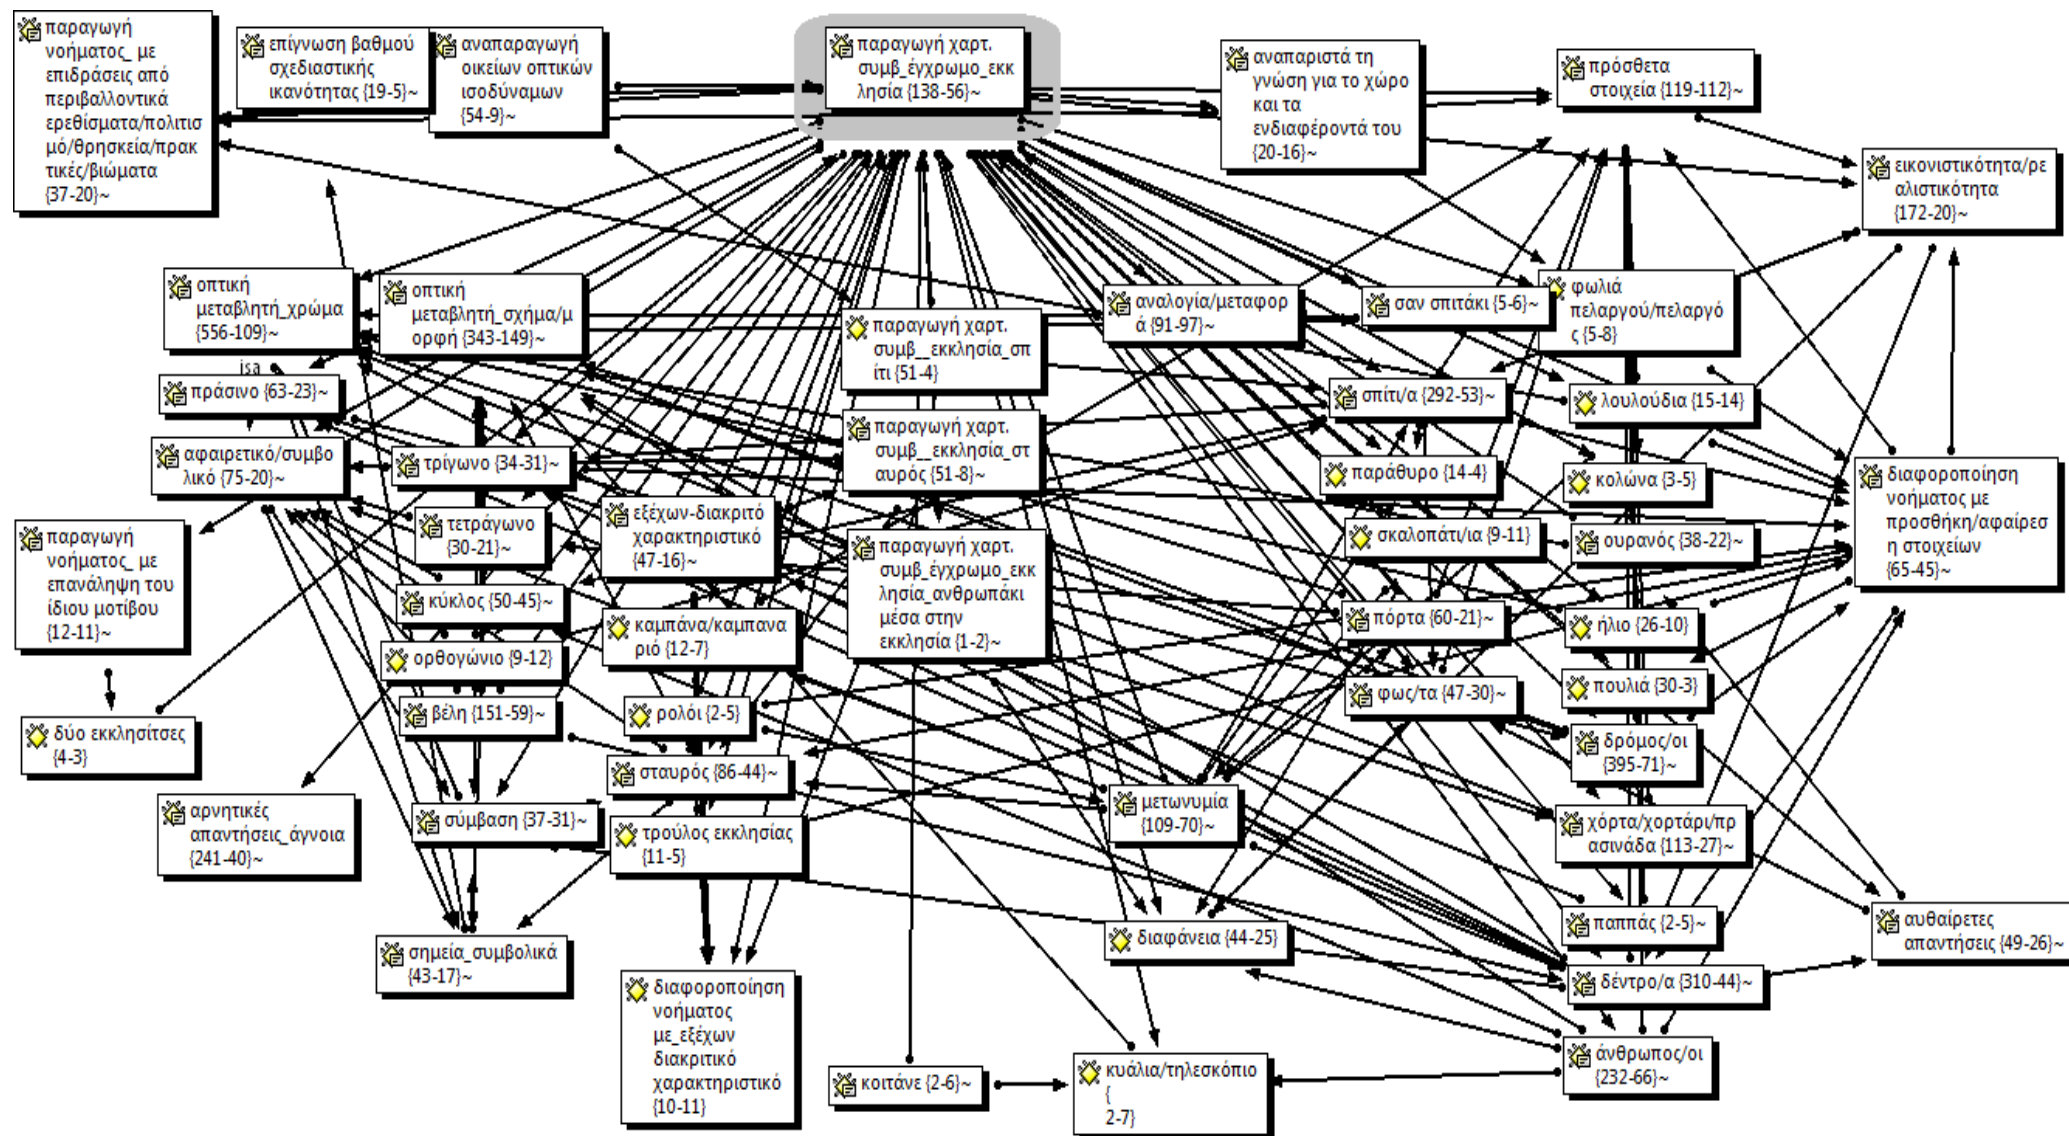 παραγωγή
νοήματος_ με
επιδράσεις από
περιβαλλοντικά
ερεθίσματα/πολιτισ
μό/θρησκεία/πρακ
τικές/βιώματα
{37-20}~
επίγνωση βαθμού
σχεδιαστικής
ικανότητας {19-5}~
αναπαραγωγή
οικείων οπτικών
ισοδύναμων
{54-9}~
παραγωγή χαρτ.
συμβ_έγχρωμο_εκκ
λησία {138-56}~
αναπαριστά τη
γνώση για το χώρο
και τα
ενδιαφέροντά του
{20-16}~
πρόσθετα
στοιχεία {119-112}~
εικονιστικότητα/ρε
αλιστικότητα
{172-20}~
οπτική
μεταβλητή_χρώμα
{556-109}~
οπτική
μεταβλητή_σχήμα/μ
ορφή {343-149}~
παραγωγή χαρτ.
συμβ__εκκλησία_σπ
ίτι {51-4}
αναλογία/μεταφορ
ά {91-97}~
σαν σπιτάκι {5-6}~
φωλιά
πελαργού/πελαργό
ς {5-8}
isa
πράσινο {63-23}~
σπίτι/α {292-53}~
λουλούδια {15-14}
αφαιρετικό/συμβο
λικό {75-20}~
τρίγωνο {34-31}~
παραγωγή χαρτ.
συμβ__εκκλησία_στ
αυρός {51-8}~
παράθυρο {14-4}
κολώνα {3-5}
διαφοροποίηση
νοήματος με
προσθήκη/αφαίρεσ
η στοιχείων
{65-45}~
παραγωγή
νοήματος_ με
επανάληψη του
ίδιου μοτίβου
{12-11}~
τετράγωνο
{30-21}~
εξέχων-διακριτό
χαρακτηριστικό
{47-16}~
παραγωγή χαρτ.
συμβ_έγχρωμο_εκκ
λησία_ανθρωπάκι
μέσα στην
εκκλησία {1-2}~
σκαλοπάτι/ια {9-11}
ουρανός {38-22}~
κύκλος {50-45}~
καμπάνα/καμπανα
ριό {12-7}
πόρτα {60-21}~
ήλιο {26-10}
ορθογώνιο {9-12}
φως/τα {47-30}~
πουλιά {30-3}
βέλη {151-59}~
ρολόι {2-5}
δύο εκκλησίτσες
{4-3}
δρόμος/οι
{395-71}~
σταυρός {86-44}~
αρνητικές
απαντήσεις_άγνοια
{241-40}~
σύμβαση {37-31}~
τρούλος εκκλησίας
{11-5}
μετωνυμία
{109-70}~
χόρτα/χορτάρι/πρ
ασινάδα {113-27}~
σημεία_συμβολικά
{43-17}~
διαφάνεια {44-25}
παππάς {2-5}~
αυθαίρετες
απαντήσεις {49-26}~
διαφοροποίηση
νοήματος
με_εξέχων
διακριτικό
χαρακτηριστικό
{10-11}
δέντρο/α {310-44}~
κοιτάνε {2-6}~
κυάλια/τηλεσκόπιο
{
2-7}
άνθρωπος/οι
{232-66}~